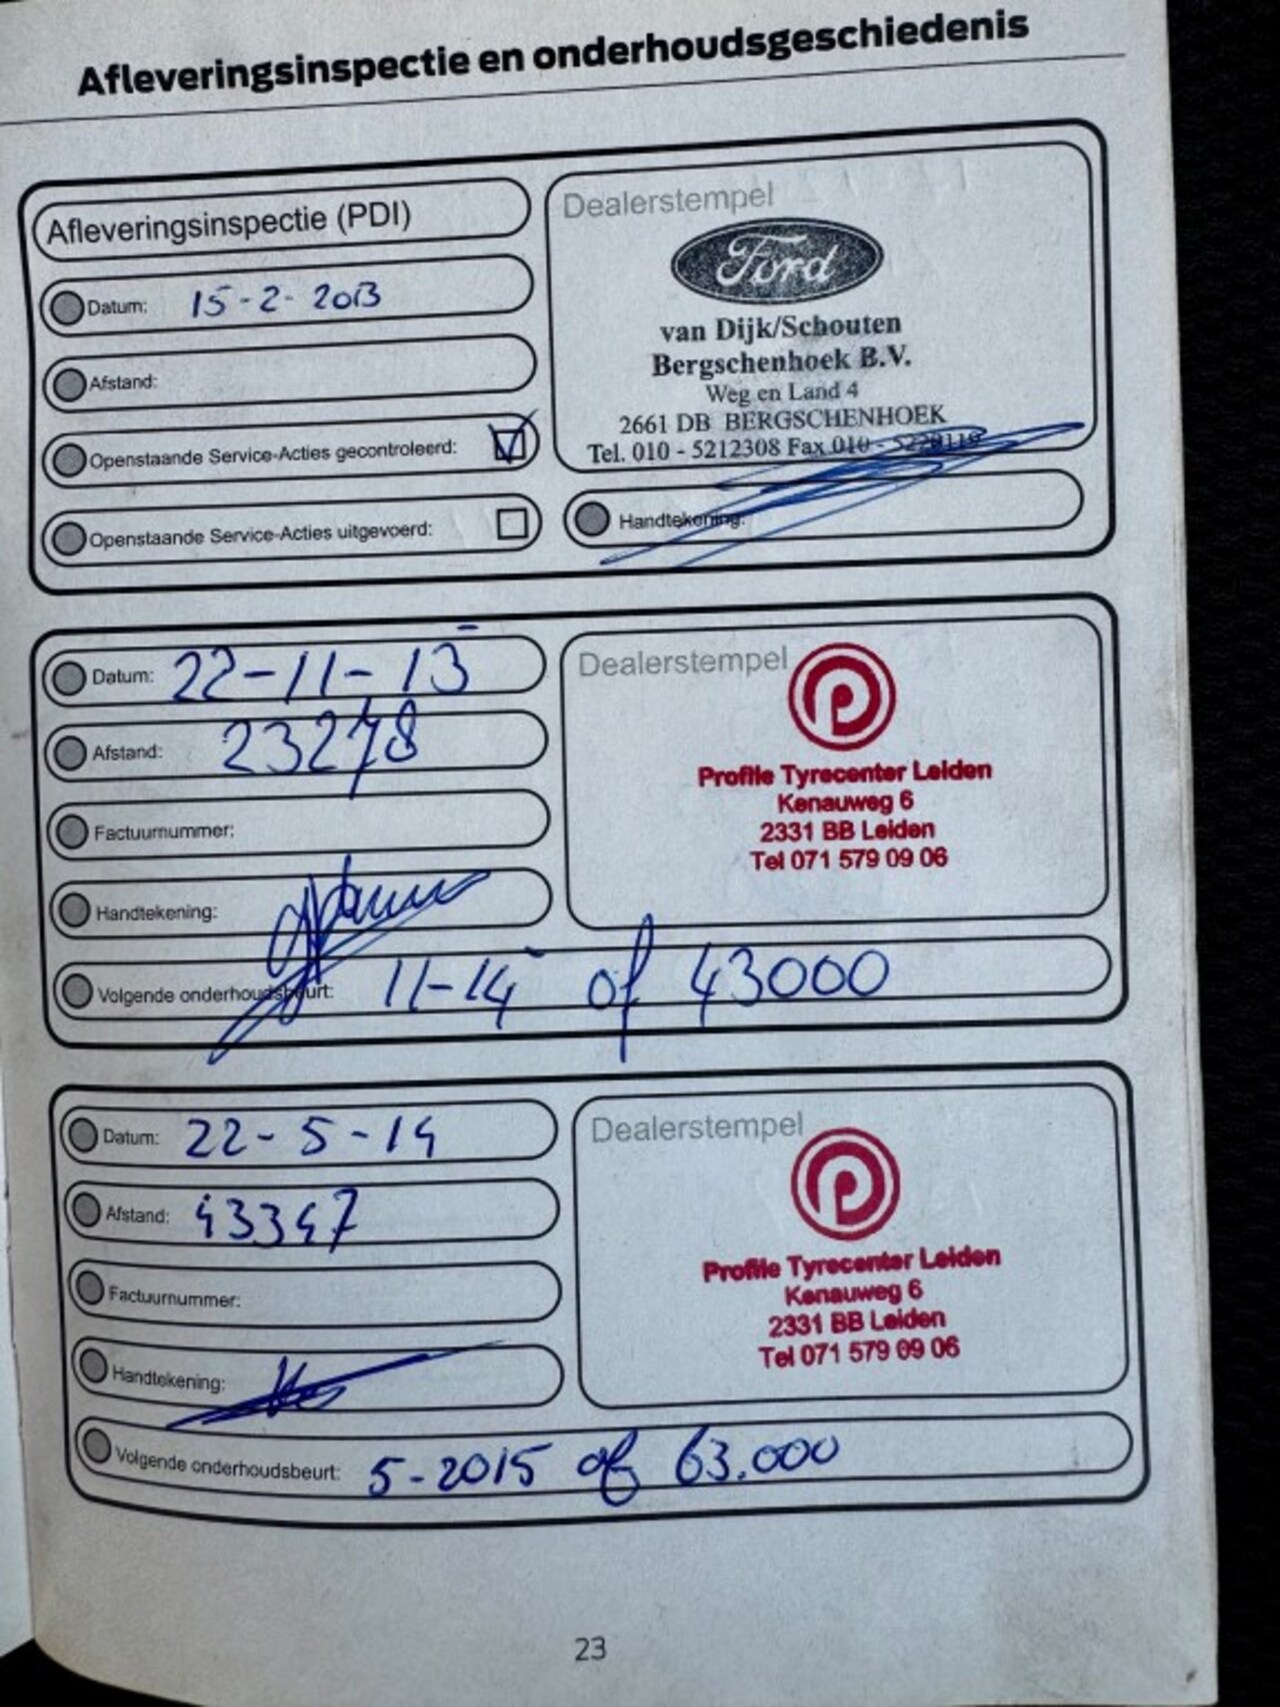 Afleveringsinspectie en onderhoudsgeschiedenis
Afleveringsinspectie (PDI)
Datum: 15-2-2013
Afstand:
Openstaande Service-Acties gecontroleerd:
Openstaande Service-Acties uitgevoerd:
Dealerstempel
Ford
van Dijk/Schouten
Bergschenhoek B.V.
Weg en Land 4
2661 DB BERGSCHENHOEK
Tel. 010 - 5212308 Fax 010 -
Handtekening:
Datum: 22-11-13
Afstand: 23278
Factuurnummer:
Handtekening:
Volgende onderhoudsbeurt: 11-14 of 43000
Dealerstempel
Profile Tyrecenter Leiden
Kenauweg 6
2331 BB Leiden
Tel 071 579 09 06
Datum: 22-5-14
Afstand: 43347
Factuurnummer:
Handtekening:
Volgende onderhoudsbeurt: 5-2015 of 63.000
Dealerstempel
Profile Tyrecenter Leiden
Kenauweg 6
2331 BB Leiden
Tel 071 579 09 06
23